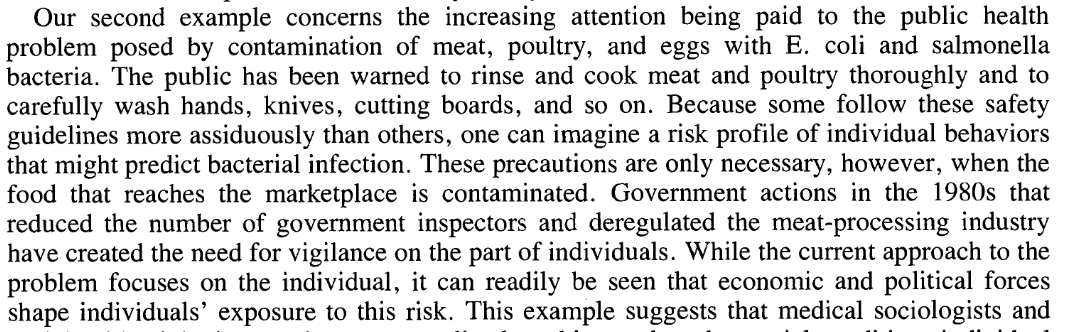 Our second example concerns the increasing attention being paid to the public health
problem posed by contamination of meat, poultry, and eggs with E. coli and salmonella
bacteria. The public has been warned to rinse and cook meat and poultry thoroughly and to
carefully wash hands, knives, cutting boards, and so on. Because some follow these safety
guidelines more assiduously than others, one can imagine a risk profile of individual behaviors
that might predict bacterial infection. These precautions are only necessary, however, when the
food that reaches the marketplace is contaminated. Government actions in the 1980s that
reduced the number of government inspectors and deregulated the meat-processing industry
have created the need for vigilance on the part of individuals. While the current approach to the
problem focuses on the individual, it can readily be seen that economic and political forces
shape individuals' exposure to this risk. This example suggests that medical sociologists and